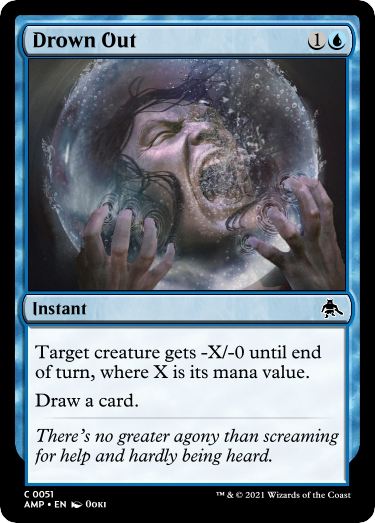 Drown Out 1
Instant
Target creature gets -X/-0 until end
of turn, where X is its mana value.
Draw a card.
There's no greater agony than screaming
for help and hardly being heard.
C 0051
AMP • EN OOKI
™ & © 2021 Wizards of the Coast